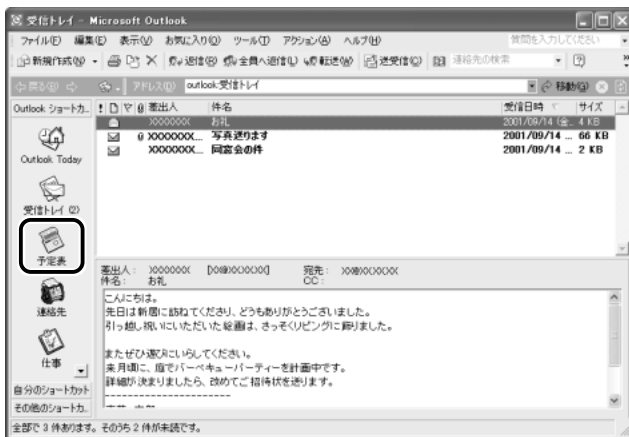 受信トレイ - Microsoft Outlook
ファイル(F) 編集(E) 表示(V) お気に入り(O) ツール(T) アクション(A) ヘルプ(H) 質問を入力してください
新規作成(N) 返信(R) 全員へ返信(L) 転送(W) 送受信(C) 連絡先の検索
戻る(B) アドレス(D) outlook:受信トレイ 移動(G)
Outlook ショートカ.. 差出人 件名 受信日時 サイズ
XXXXXXX お礼 2001/09/14 (金... 4 KB
XXXXXXX... 写真送ります 2001/09/14 ... 66 KB
XXXXXXX... 同窓会の件 2001/09/14 ... 2 KB
Outlook Today
受信トレイ (2)
予定表
連絡先
仕事
自分のショートカット
その他のショートカ..
差出人: XXXXXXX 宛先:
件名: お礼 CC:
こんにちは。
先日は新居に訪ねてくださり、どうもありがとうございました。
引っ越し祝いにいただいた絵画は、さっそくリビングに飾りました。
またぜひ遊びにいらしてください。
来月頃に、庭でバーベキューパーティーを計画中です。
詳細が決まりましたら、改めてご招待状を送ります。
----------------------
全部で 3 件あります。そのうち 2 件が未読です。